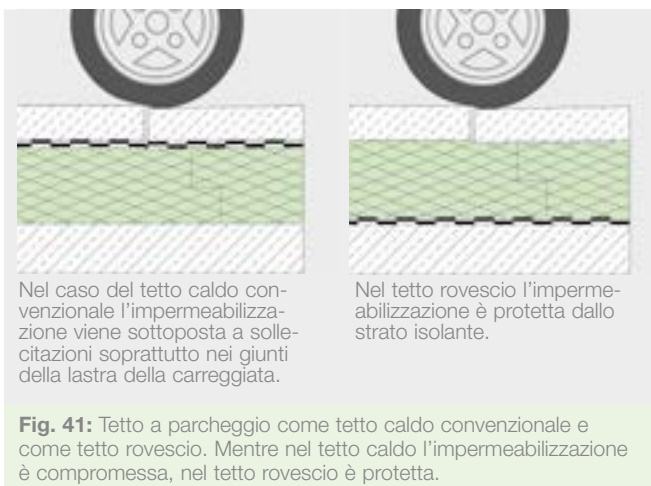 Nel caso del tetto caldo con-
venzionale l'impermeabilizza-
zione viene sottoposta a solle-
citazioni soprattutto nei giunti
della lastra della carreggiata.
Nel tetto rovescio l'imperme-
abilizzazione è protetta dallo
strato isolante.
Fig. 41: Tetto a parcheggio come tetto caldo convenzionale e
come tetto rovescio. Mentre nel tetto caldo l'impermeabilizzazione
è compromessa, nel tetto rovescio è protetta.